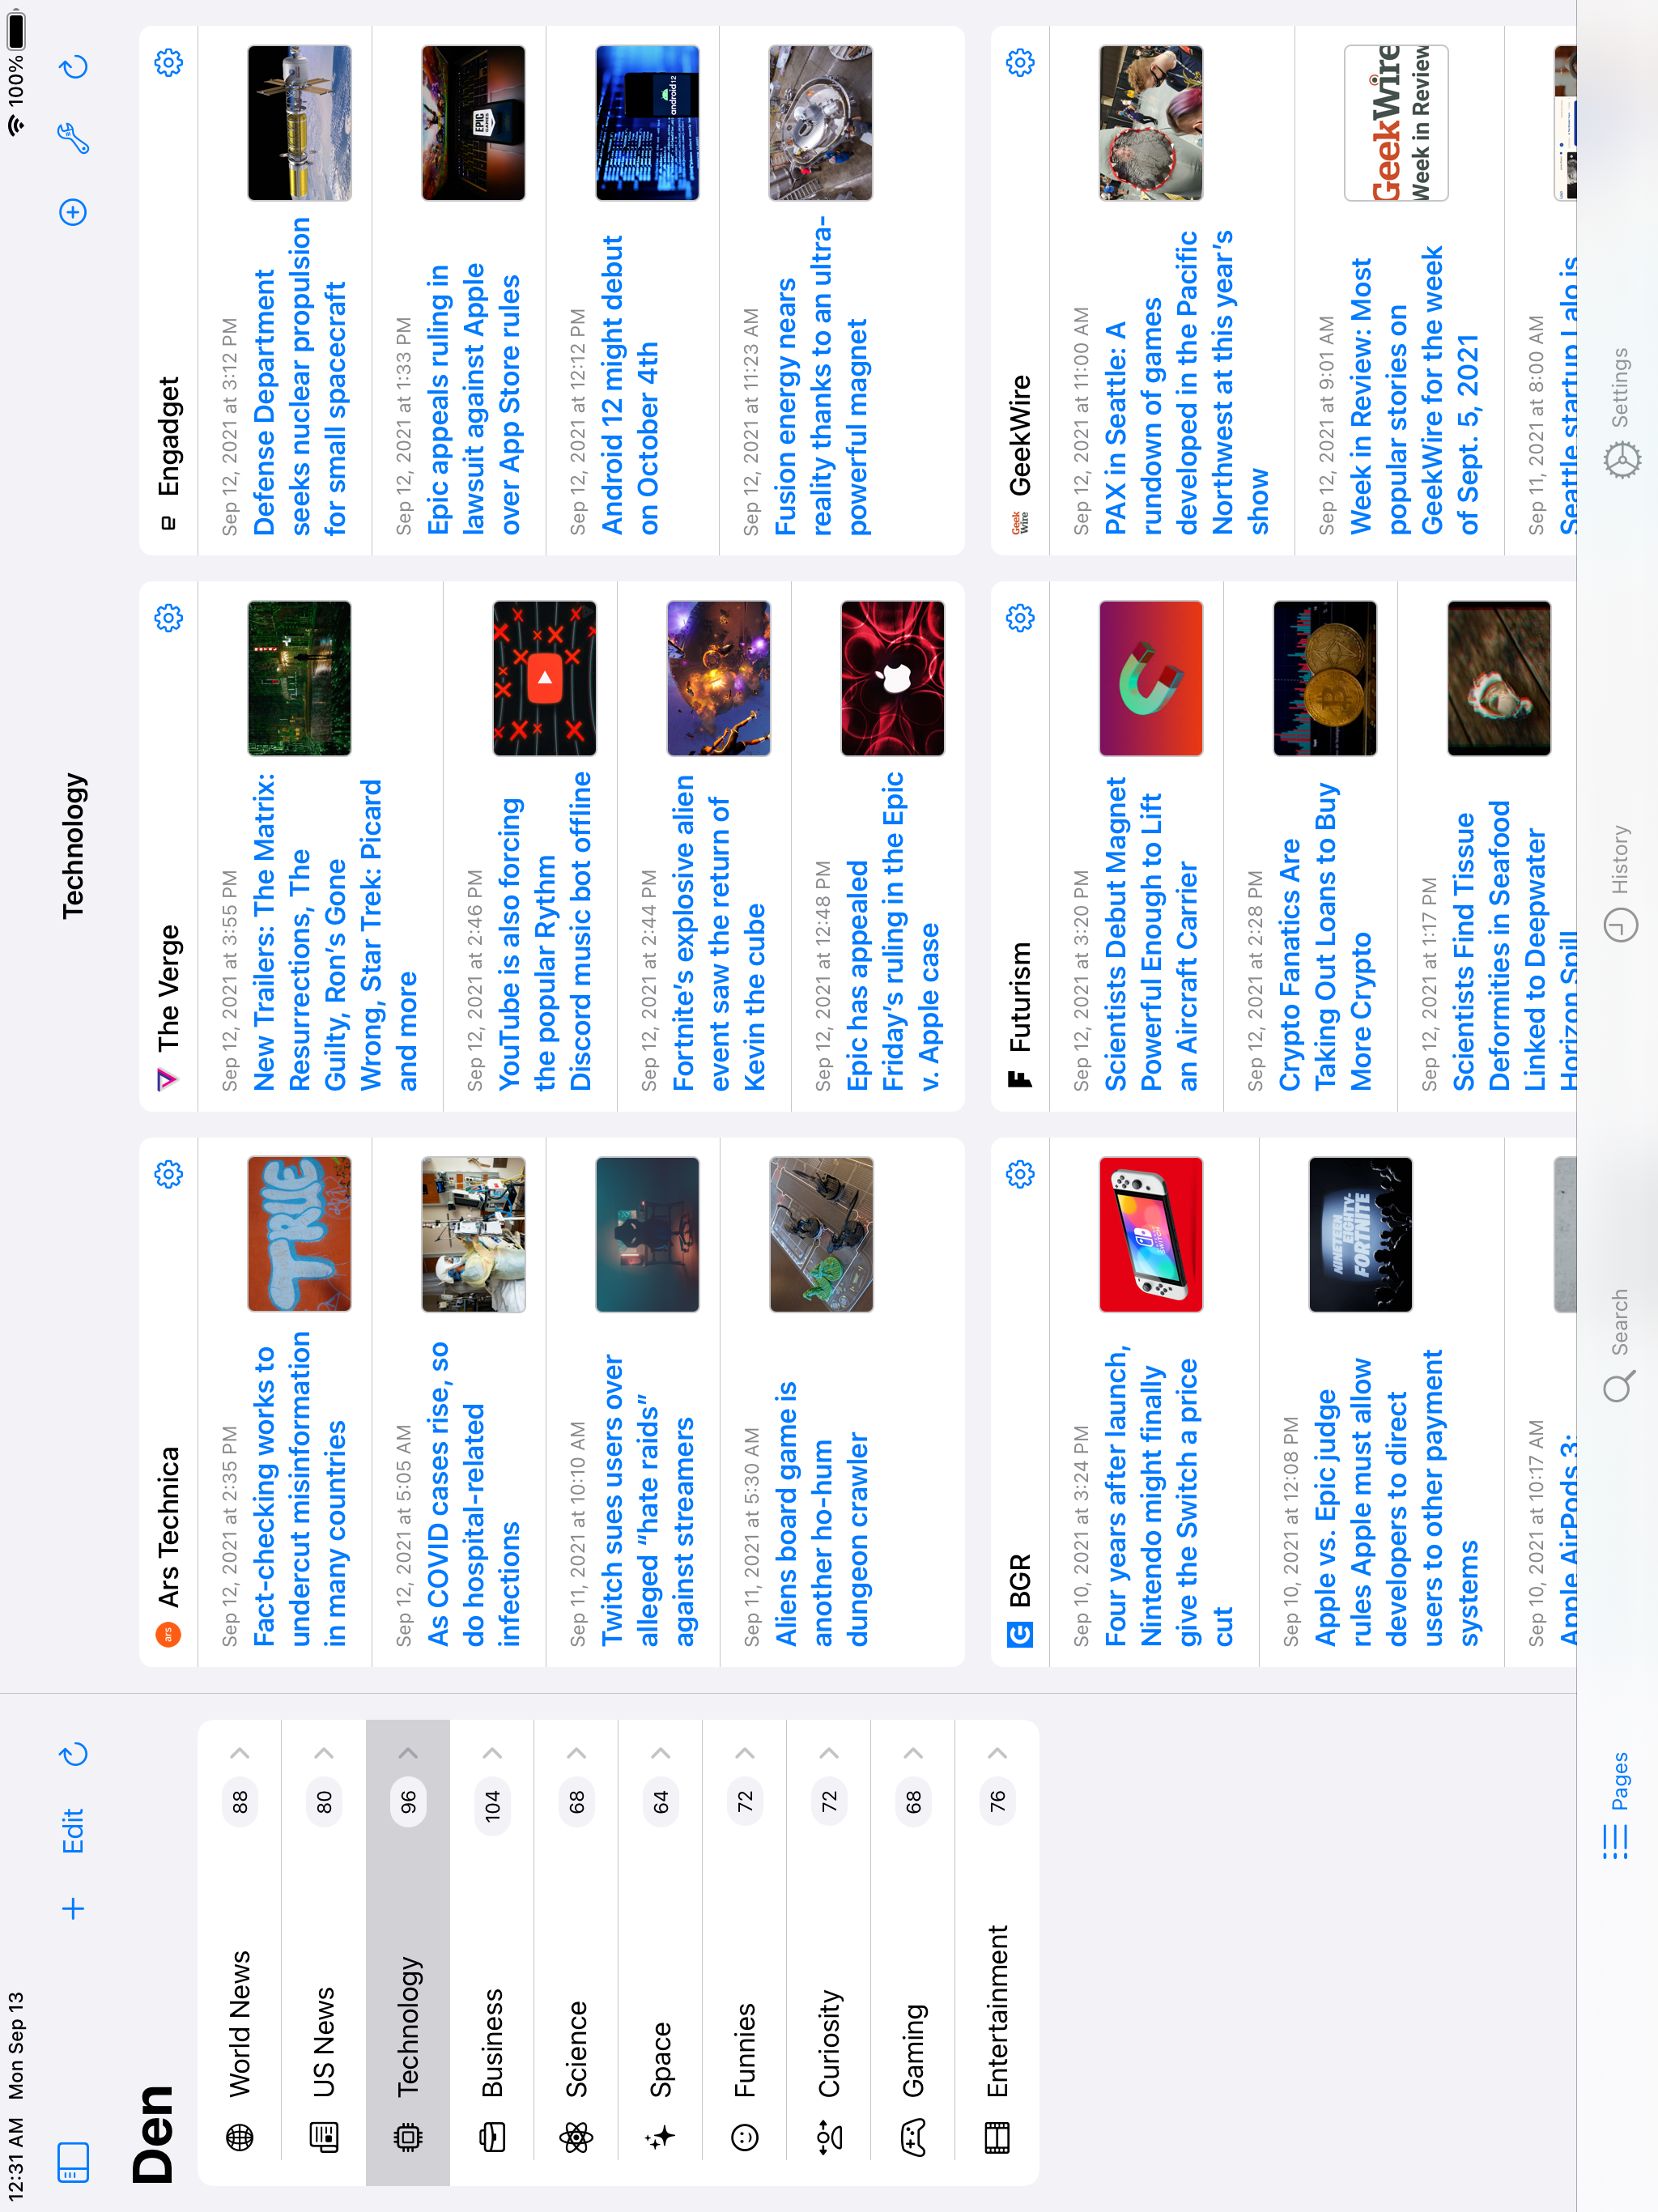 12:31 AM Mon Sep 13
100%
Edit
Den
World News 88
US News 80
Technology 96
Business 104
Science 68
Space 64
Funnies 72
Curiosity 72
Gaming 68
Entertainment 76
Technology
ars Ars Technica
Sep 12, 2021 at 2:35 PM
Fact-checking works to
undercut misinformation
in many countries
TRUE
Sep 12, 2021 at 5:05 AM
As COVID cases rise, so
do hospital-related
infections
Sep 11, 2021 at 10:10 AM
Twitch sues users over
alleged “hate raids”
against streamers
Sep 11, 2021 at 5:30 AM
Aliens board game is
another ho-hum
dungeon crawler
The Verge
Sep 12, 2021 at 3:55 PM
New Trailers: The Matrix:
Resurrections, The
Guilty, Ron’s Gone
Wrong, Star Trek: Picard
and more
Sep 12, 2021 at 2:46 PM
YouTube is also forcing
the popular Rythm
Discord music bot offline
Sep 12, 2021 at 2:44 PM
Fortnite’s explosive alien
event saw the return of
Kevin the cube
Sep 12, 2021 at 12:48 PM
Epic has appealed
Friday’s ruling in the Epic
v. Apple case
e Engadget
Sep 12, 2021 at 3:12 PM
Defense Department
seeks nuclear propulsion
for small spacecraft
Sep 12, 2021 at 1:33 PM
Epic appeals ruling in
lawsuit against Apple
over App Store rules
EPIC
GAMES
Sep 12, 2021 at 12:12 PM
Android 12 might debut
on October 4th
android12
Sep 12, 2021 at 11:23 AM
Fusion energy nears
reality thanks to an ultra-
powerful magnet
BGR
Sep 10, 2021 at 3:24 PM
Four years after launch,
Nintendo might finally
give the Switch a price
cut
SWITCH
Sep 10, 2021 at 12:08 PM
Apple vs. Epic judge
rules Apple must allow
developers to direct
users to other payment
systems
NINETEEN
EIGHTY-
FORTNITE
Sep 10, 2021 at 10:17 AM
Apple AirPods 3:
F Futurism
Sep 12, 2021 at 3:20 PM
Scientists Debut Magnet
Powerful Enough to Lift
an Aircraft Carrier
Sep 12, 2021 at 2:28 PM
Crypto Fanatics Are
Taking Out Loans to Buy
More Crypto
Sep 12, 2021 at 1:17 PM
Scientists Find Tissue
Deformities in Seafood
Linked to Deepwater
Horizon Spill
Geek
Wire
GeekWire
Sep 12, 2021 at 11:00 AM
PAX in Seattle: A
rundown of games
developed in the Pacific
Northwest at this year’s
show
Sep 12, 2021 at 9:01 AM
Week in Review: Most
popular stories on
GeekWire for the week
of Sept. 5, 2021
GeekWire
Week in Review
Sep 11, 2021 at 8:00 AM
Seattle startup Lalo is
Pages
Search
History
Settings